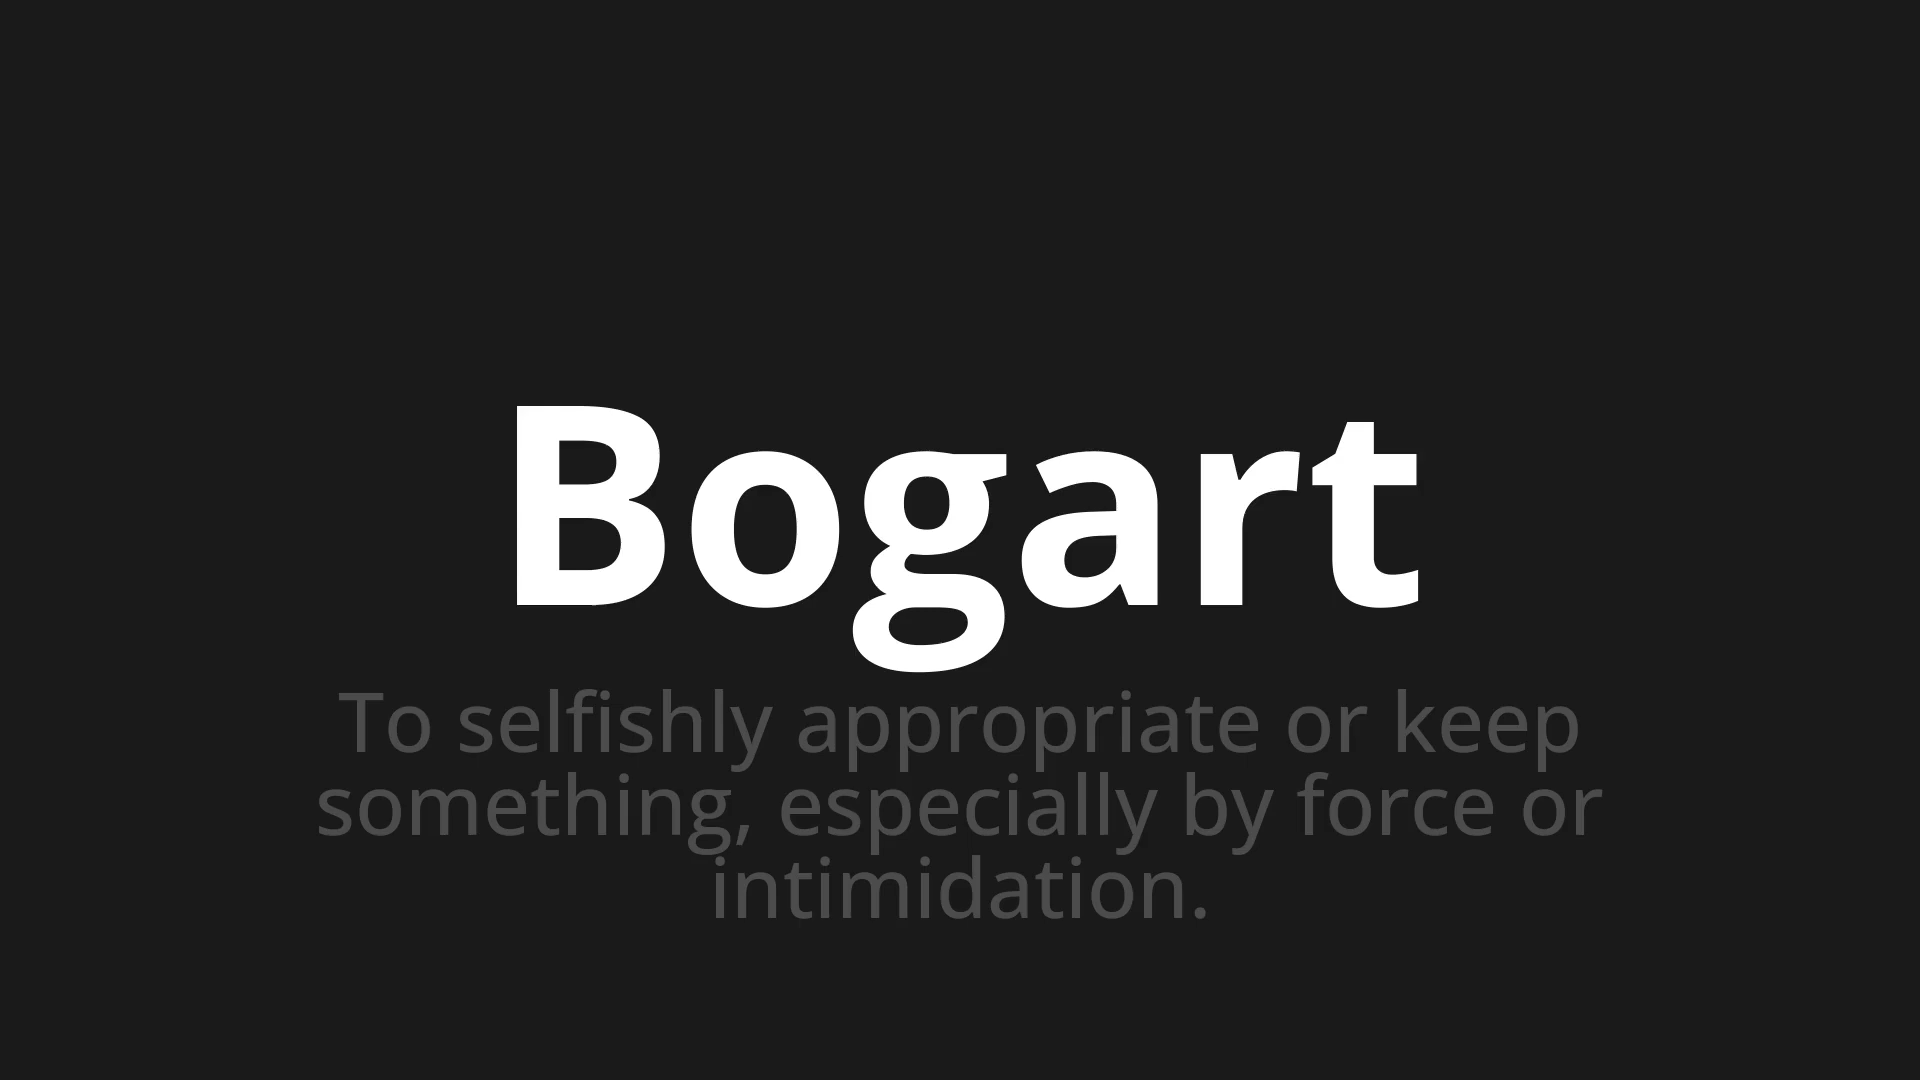 Bogart
To selfishly appropriate or keep
something, especially by force or
intimidation.